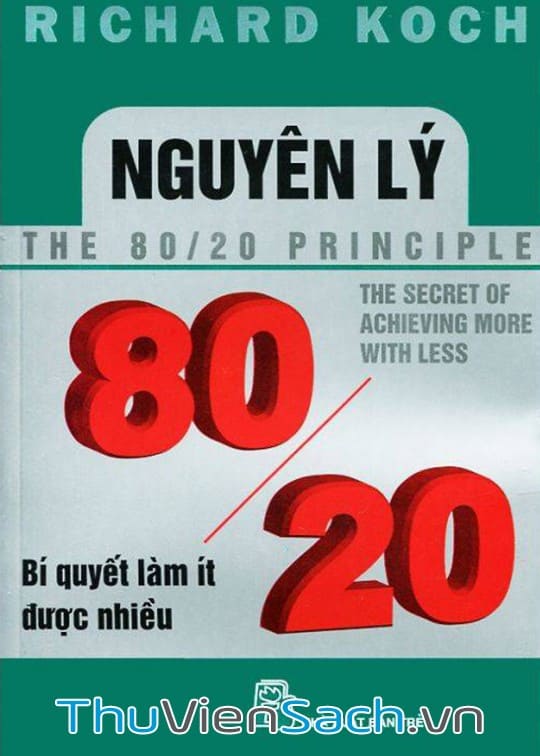 RICHARD KOCH
NGUYÊN LÝ
THE 80/20 PRINCIPLE
THE SECRET OF
ACHIEVING MORE
WITH LESS
80
20
Bí quyết làm ít
được nhiều
ThuVienSach.vn